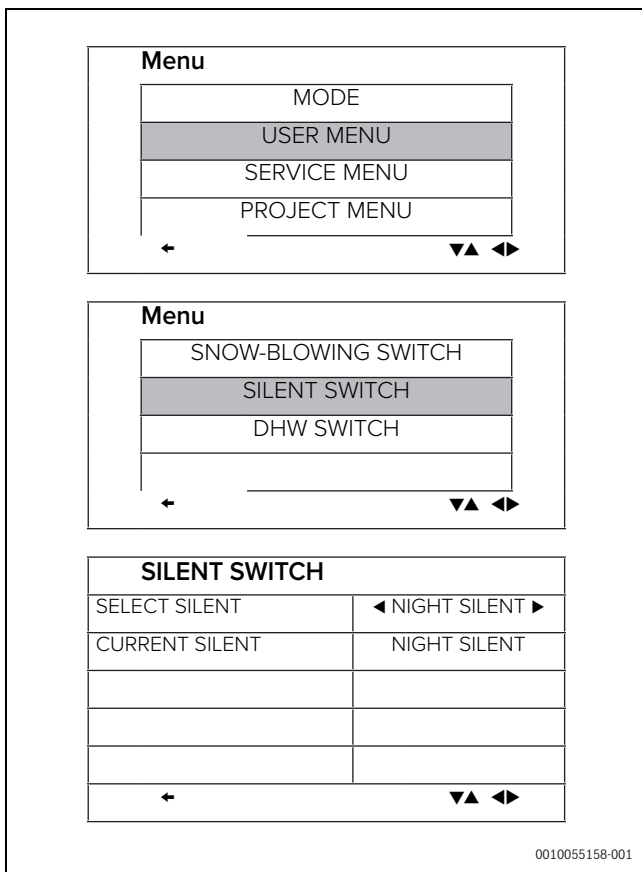 Menu
MODE
USER MENU
SERVICE MENU
PROJECT MENU
← ▼▲ ◀▶
Menu
SNOW-BLOWING SWITCH
SILENT SWITCH
DHW SWITCH
← ▼▲ ◀▶
SILENT SWITCH
SELECT SILENT ◀ NIGHT SILENT ▶
CURRENT SILENT NIGHT SILENT
← ▼▲ ◀▶
0010055158-001